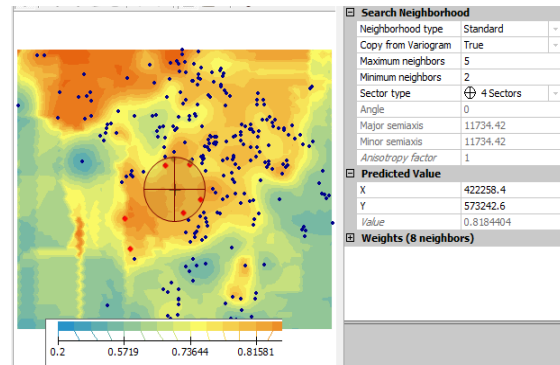 Search Neighborhood
Neighborhood type Standard
Copy from Variogram True
Maximum neighbors 5
Minimum neighbors 2
Sector type 4 Sectors
Angle 0
Major semiaxis 11734.42
Minor semiaxis 11734.42
Anisotropy factor 1
Predicted Value
X 422258.4
Y 573242.6
Value 0.8184404
Weights (8 neighbors)
0.2 0.5719 0.73644 0.81581